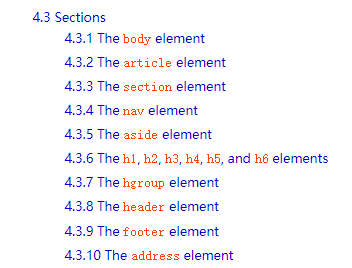 4.3 Sections
4.3.1 The body element
4.3.2 The article element
4.3.3 The section element
4.3.4 The nav element
4.3.5 The aside element
4.3.6 The h1, h2, h3, h4, h5, and h6 elements
4.3.7 The hgroup element
4.3.8 The header element
4.3.9 The footer element
4.3.10 The address element